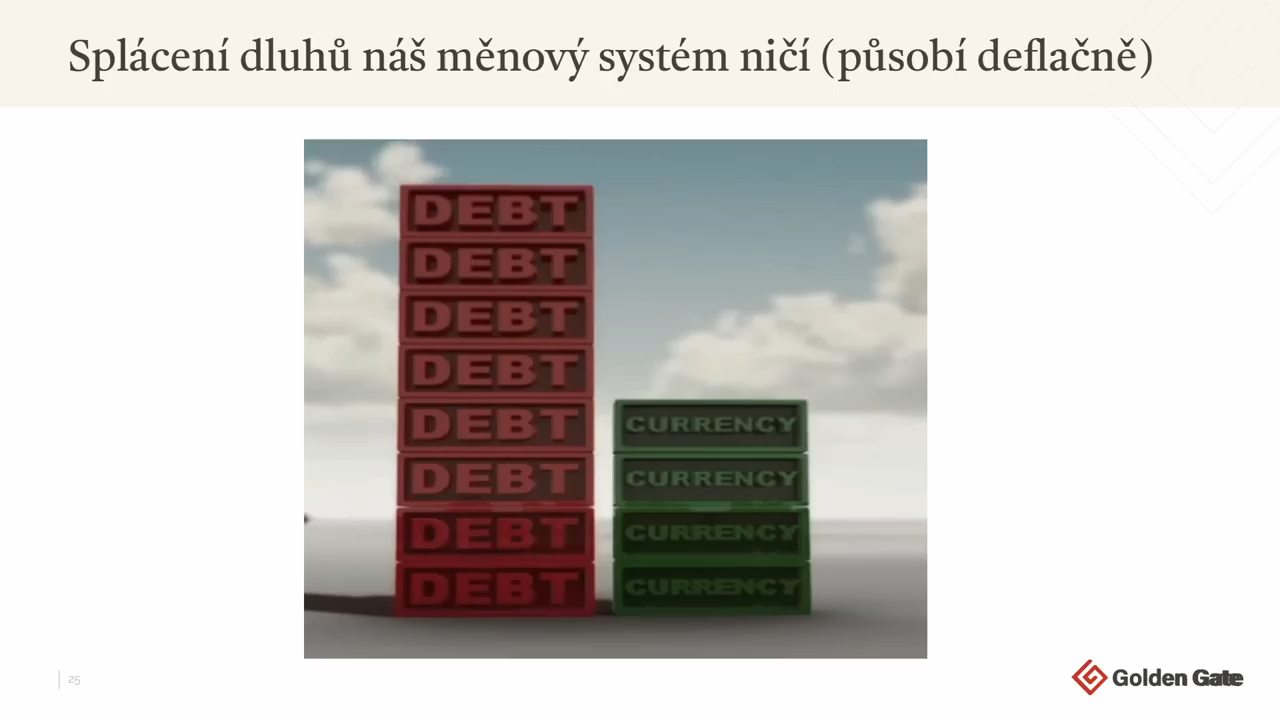 Splácení dluhů náš měnový systém ničí (působí deflačně)
DEBT
DEBT
DEBT
DEBT
DEBT
DEBT
DEBT
DEBT
CURRENCY
CURRENCY
CURRENCY
CURRENCY
25
Golden Gate